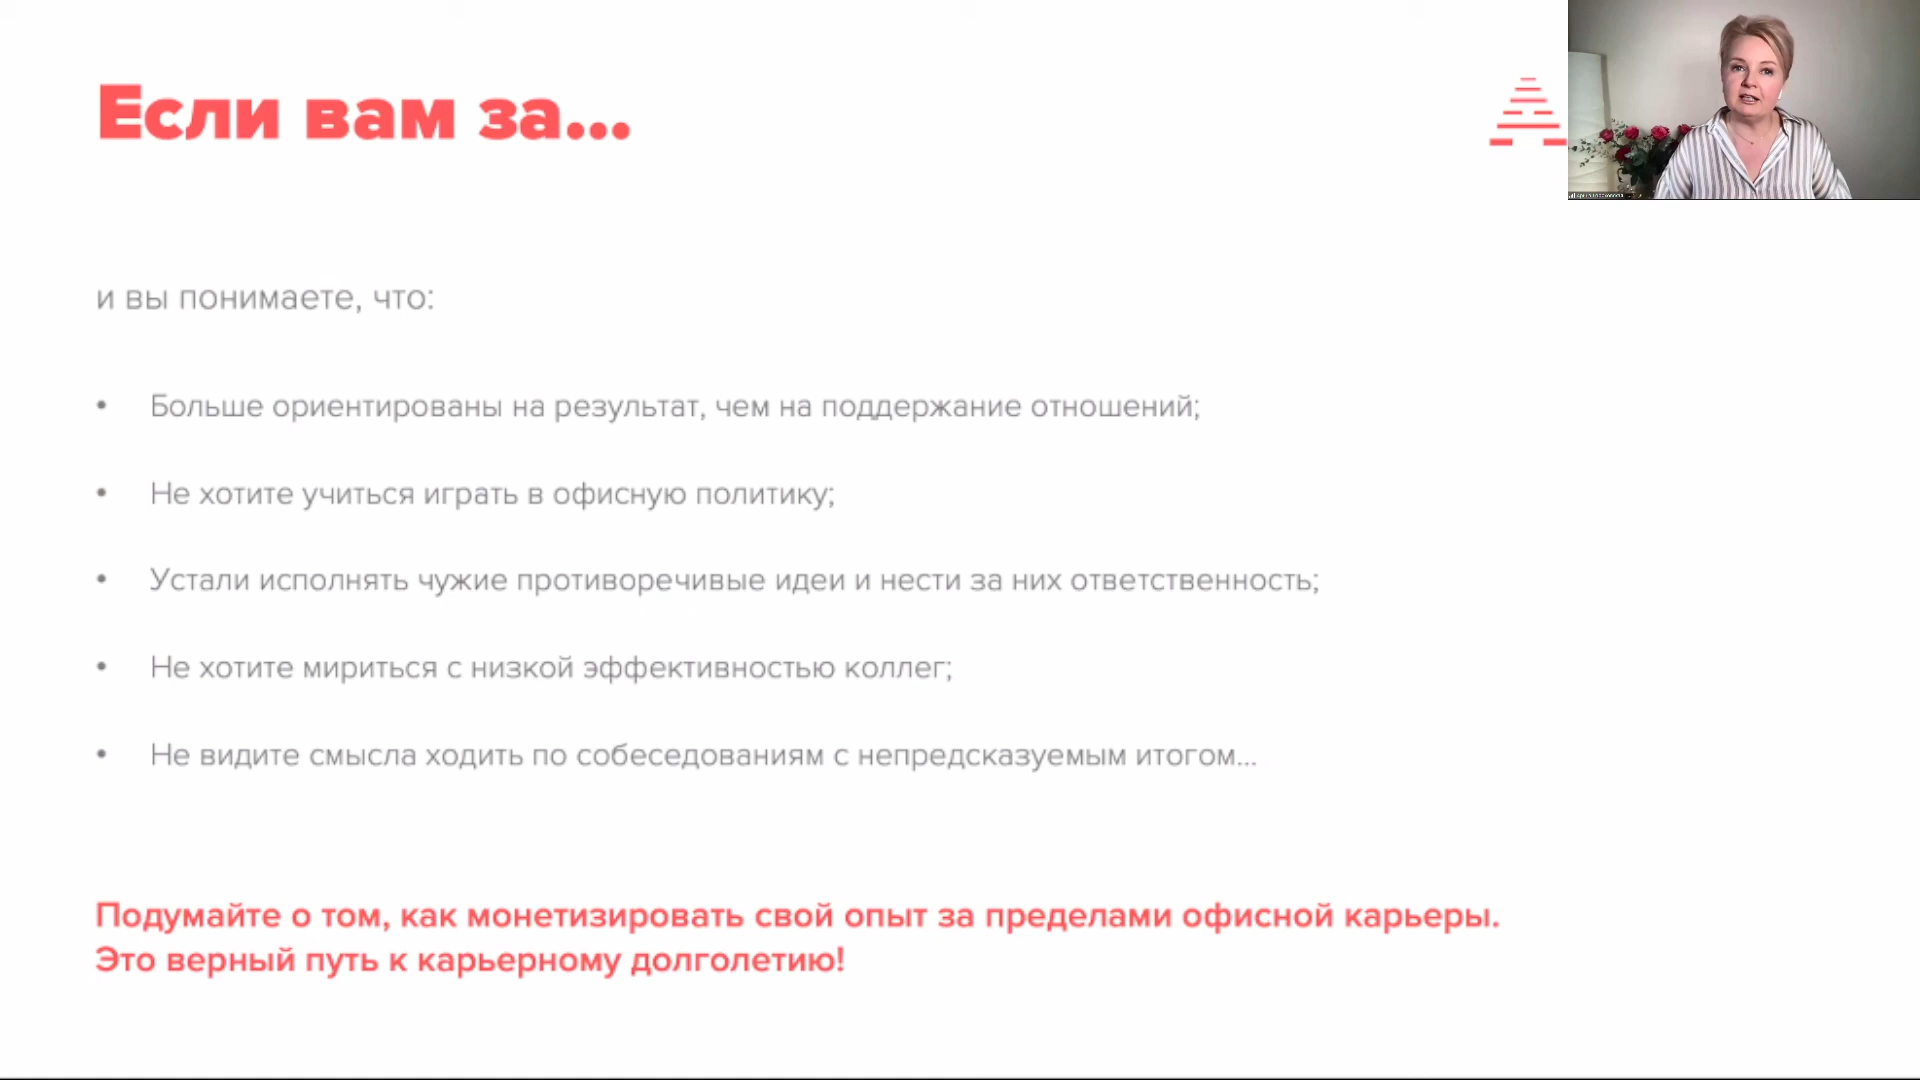 Если вам за...
и вы понимаете, что:
• Больше ориентированы на результат, чем на поддержание отношений;
• Не хотите учиться играть в офисную политику;
• Устали исполнять чужие противоречивые идеи и нести за них ответственность;
• Не хотите мириться с низкой эффективностью коллег;
• Не видите смысла ходить по собеседованиям с непредсказуемым итогом...
Подумайте о том, как монетизировать свой опыт за пределами офисной карьеры.
Это верный путь к карьерному долголетию!